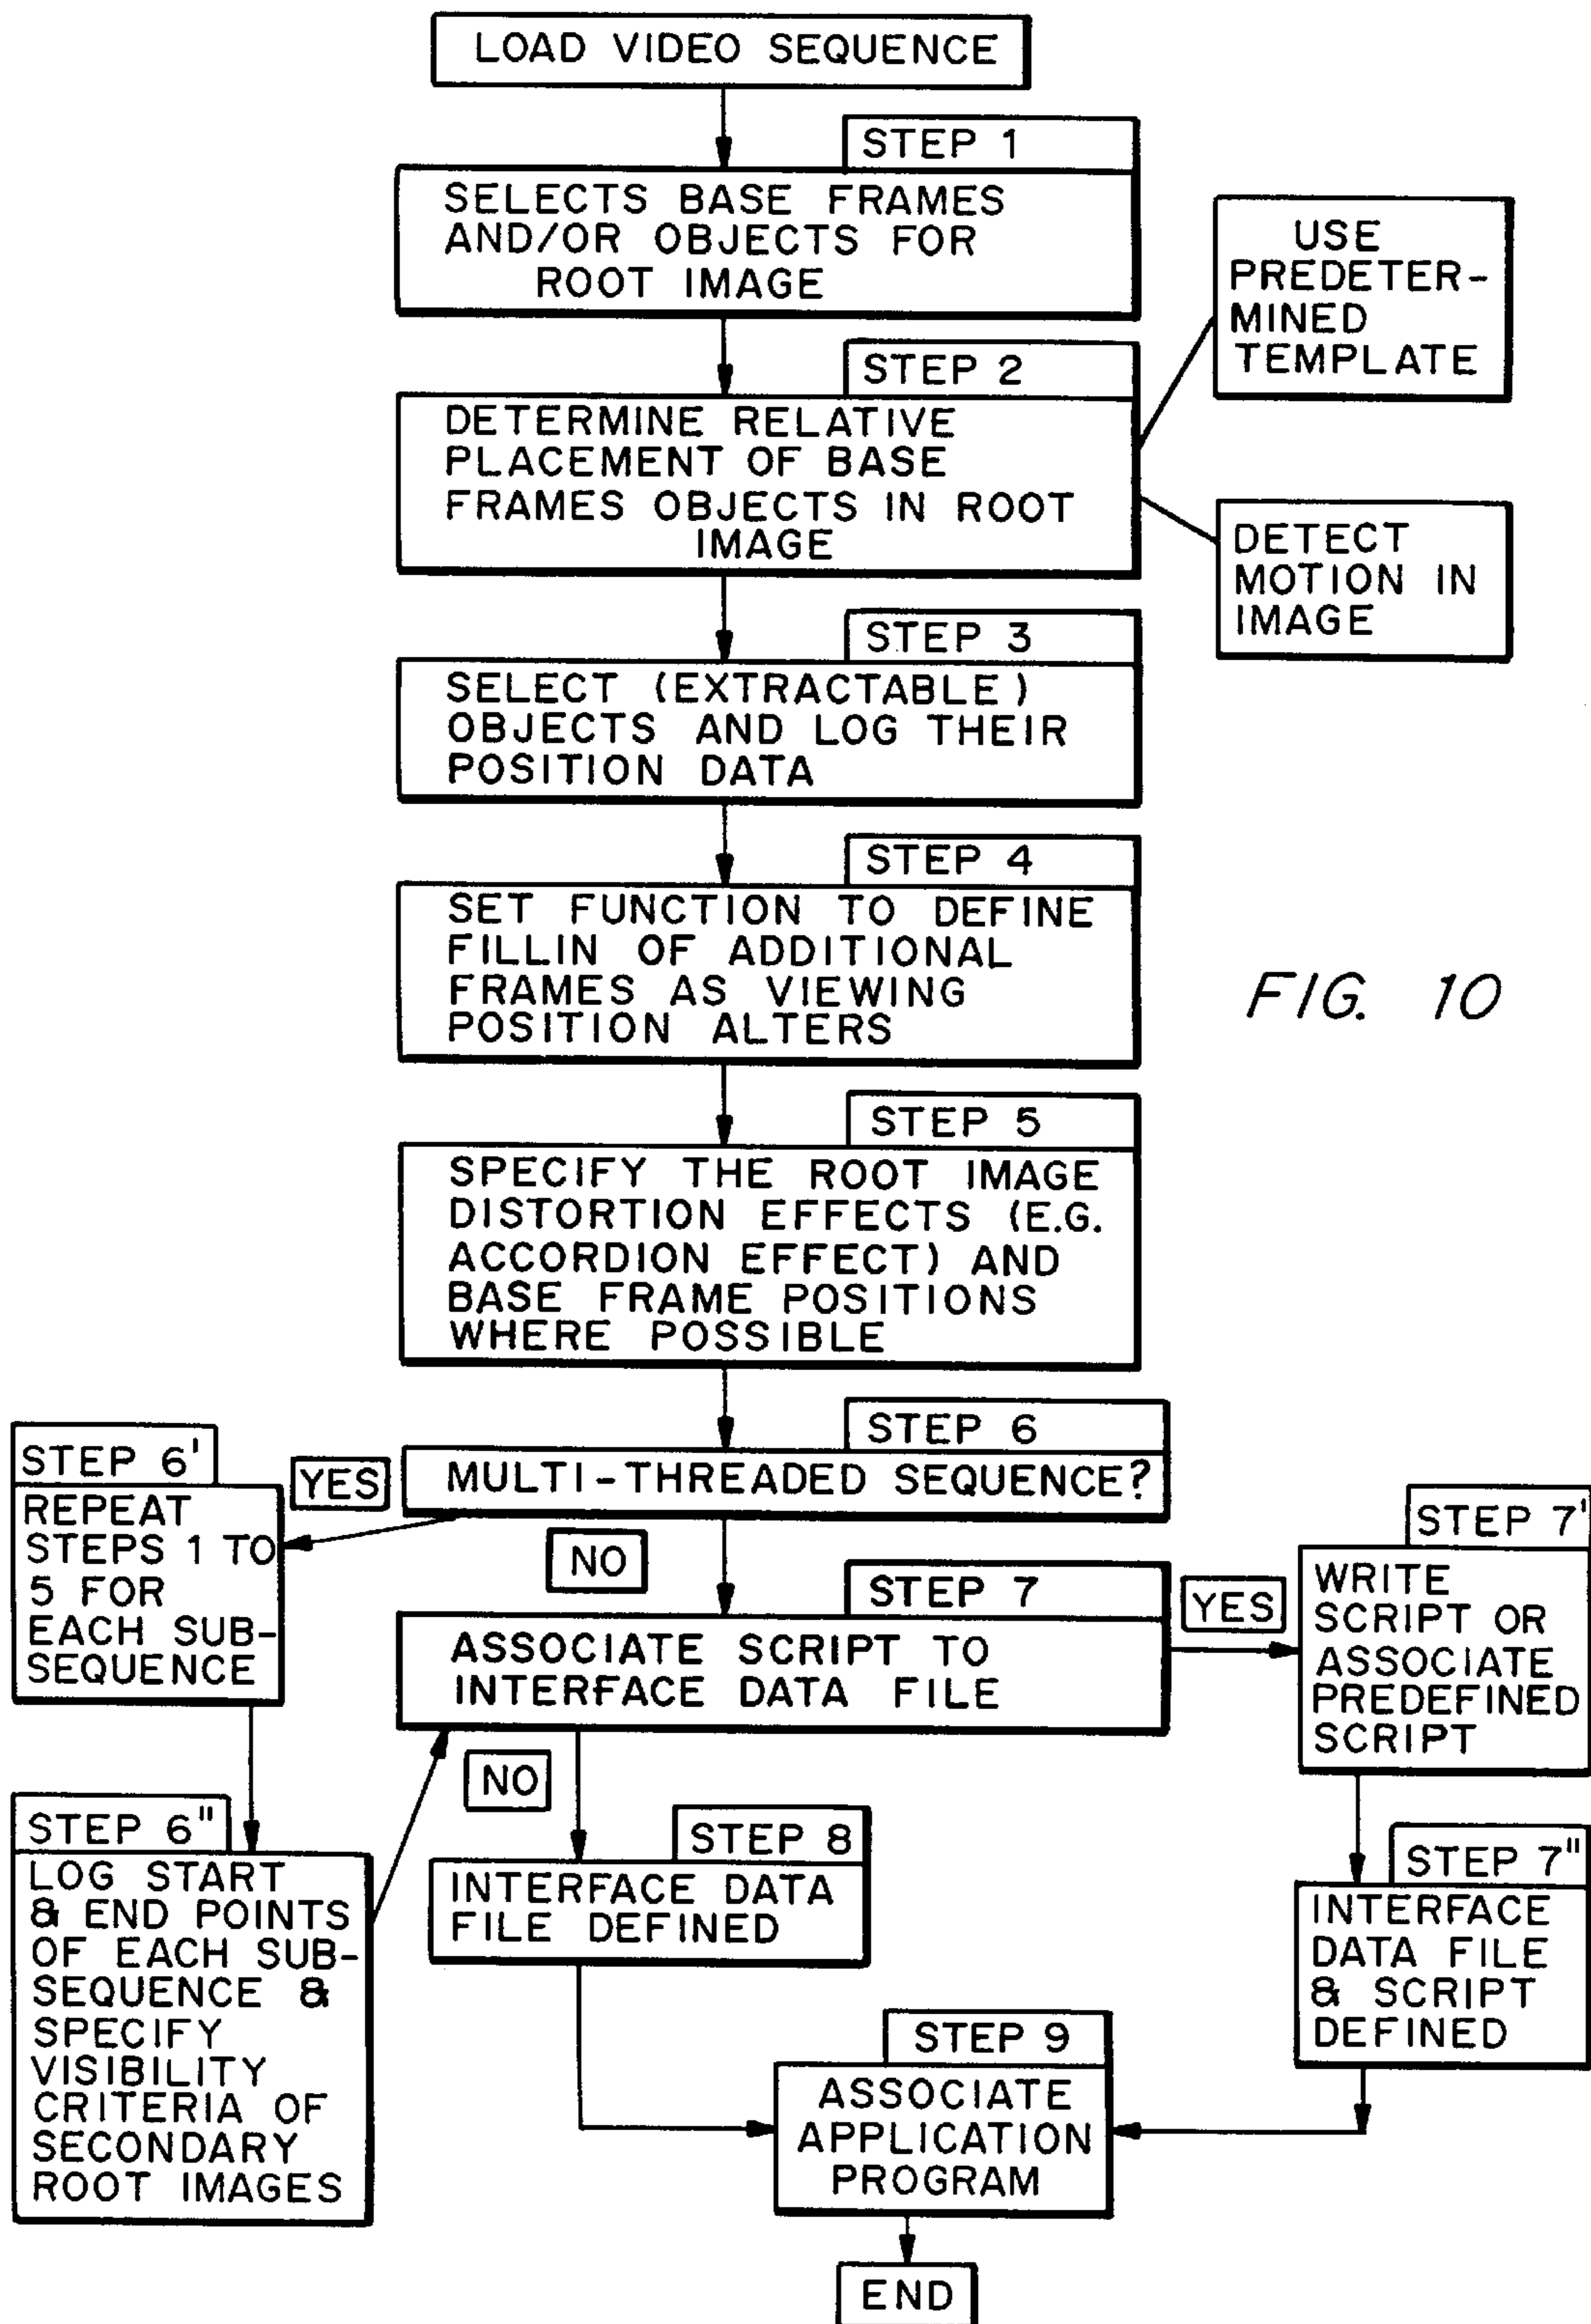 LOAD VIDEO SEQUENCE
STEP 1
SELECTS BASE FRAMES
AND/OR OBJECTS FOR
ROOT IMAGE
USE
PREDETER-
MINED
TEMPLATE
STEP 2
DETERMINE RELATIVE
PLACEMENT OF BASE
FRAMES OBJECTS IN ROOT
IMAGE
DETECT
MOTION IN
IMAGE
STEP 3
SELECT (EXTRACTABLE)
OBJECTS AND LOG THEIR
POSITION DATA
STEP 4
SET FUNCTION TO DEFINE
FILLIN OF ADDITIONAL
FRAMES AS VIEWING
POSITION ALTERS
FIG. 10
STEP 5
SPECIFY THE ROOT IMAGE
DISTORTION EFFECTS (E.G.
ACCORDION EFFECT) AND
BASE FRAME POSITIONS
WHERE POSSIBLE
STEP 6
MULTI-THREADED SEQUENCE?
YES
STEP 6'
REPEAT
STEPS 1 TO
5 FOR
EACH SUB-
SEQUENCE
NO
STEP 7
ASSOCIATE SCRIPT TO
INTERFACE DATA FILE
YES
STEP 7'
WRITE
SCRIPT OR
ASSOCIATE
PREDEFINED
SCRIPT
NO
STEP 6"
LOG START
& END POINTS
OF EACH SUB-
SEQUENCE &
SPECIFY
VISIBILITY
CRITERIA OF
SECONDARY
ROOT IMAGES
STEP 8
INTERFACE DATA
FILE DEFINED
STEP 7"
INTERFACE
DATA FILE
& SCRIPT
DEFINED
STEP 9
ASSOCIATE
APPLICATION
PROGRAM
END